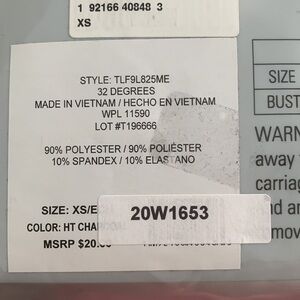 1 92166 40848 3
XS
STYLE: TLF9L825ME
32 DEGREES
MADE IN VIETNAM / HECHO EN VIETNAM
WPL 11590
LOT #T196666
90% POLYESTER / 90% POLIÉSTER
10% SPANDEX / 10% ELASTANO
SIZE: XS/E
COLOR: HT CHA
MSRP $20.
20W1653
SIZE
BUST
WARN
away
carriag